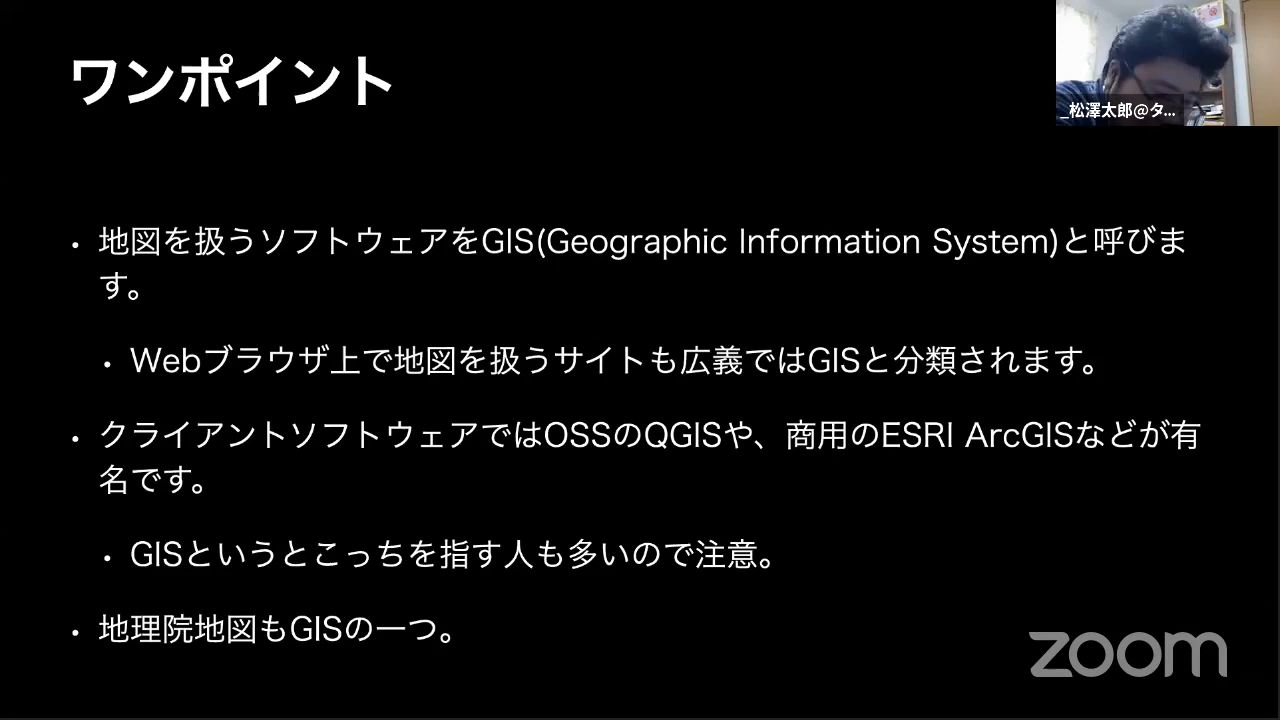 ワンポイント
_松澤太郎@タ...
・地図を扱うソフトウェアをGIS(Geographic Information System)と呼びま
す。
・Webブラウザ上で地図を扱うサイトも広義ではGISと分類されます。
・クライアントソフトウェアではOSSのQGISや、商用のESRI ArcGISなどが有
名です。
・GISというとこっちを指す人も多いので注意。
・地理院地図もGISの一つ。
zoom